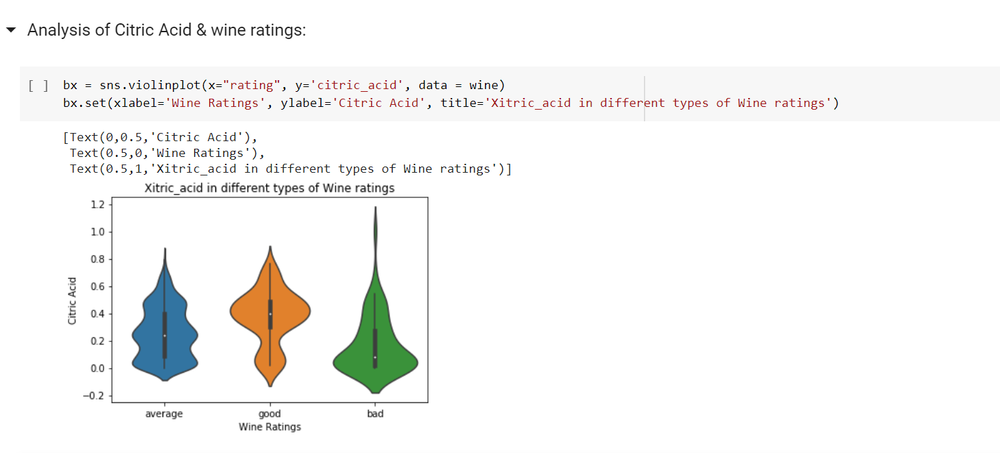 Analysis of Citric Acid & wine ratings:
[ ] bx = sns.violinplot(x="rating", y='citric_acid', data = wine)
bx.set(xlabel='Wine Ratings', ylabel='Citric Acid', title='Xitric_acid in different types of Wine ratings')
[Text(0,0.5,'Citric Acid'),
Text(0.5,0,'Wine Ratings'),
Text(0.5,1,'Xitric_acid in different types of Wine ratings')]
Xitric_acid in different types of Wine ratings
1.2
1.0
0.8
0.6
0.4
0.2
0.0
−0.2
Citric Acid
average good bad
Wine Ratings